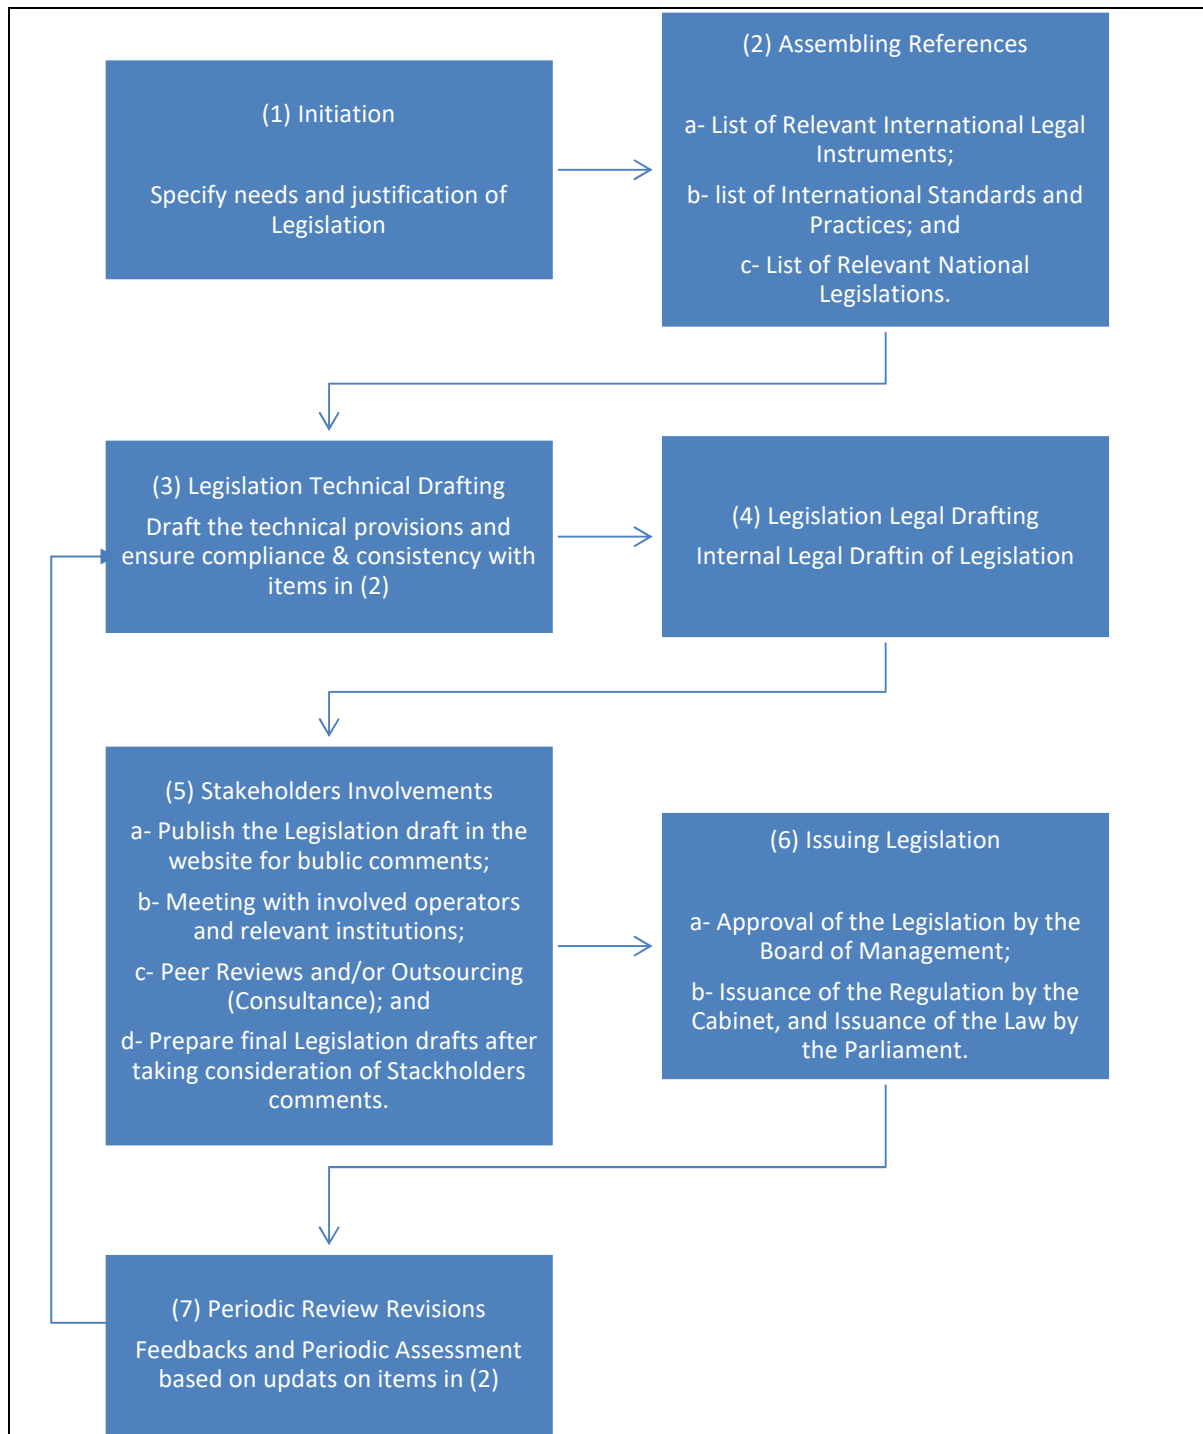 (1) Initiation
Specify needs and justification of
Legislation
(2) Assembling References
a- List of Relevant International Legal
Instruments;
b- list of International Standards and
Practices; and
c- List of Relevant National
Legislations.
(3) Legislation Technical Drafting
Draft the technical provisions and
ensure compliance & consistency with
items in (2)
(4) Legislation Legal Drafting
Internal Legal Draftin of Legislation
(5) Stakeholders Involvements
a- Publish the Legislation draft in the
website for bublic comments;
b- Meeting with involved operators
and relevant institutions;
c- Peer Reviews and/or Outsourcing
(Consultance); and
d- Prepare final Legislation drafts after
taking consideration of Stackholders
comments.
(6) Issuing Legislation
a- Approval of the Legislation by the
Board of Management;
b- Issuance of the Regulation by the
Cabinet, and Issuance of the Law by
the Parliament.
(7) Periodic Review Revisions
Feedbacks and Periodic Assessment
based on updats on items in (2)